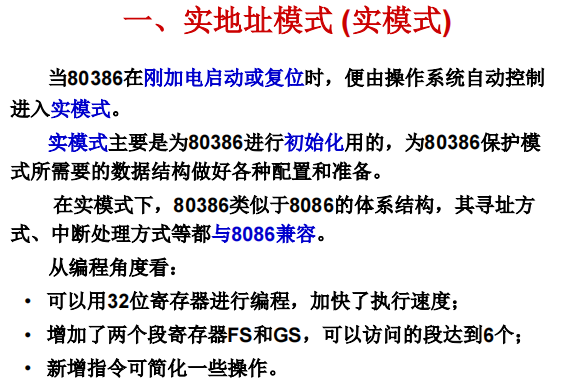 一、实地址模式 (实模式)
当80386在刚加电启动或复位时，便由操作系统自动控制
进入实模式。
实模式主要是为80386进行初始化用的，为80386保护模
式所需要的数据结构做好各种配置和准备。
在实模式下，80386类似于8086的体系结构，其寻址方
式、中断处理方式等都与8086兼容。
从编程角度看：
• 可以用32位寄存器进行编程，加快了执行速度；
• 增加了两个段寄存器FS和GS，可以访问的段达到6个；
• 新增指令可简化一些操作。